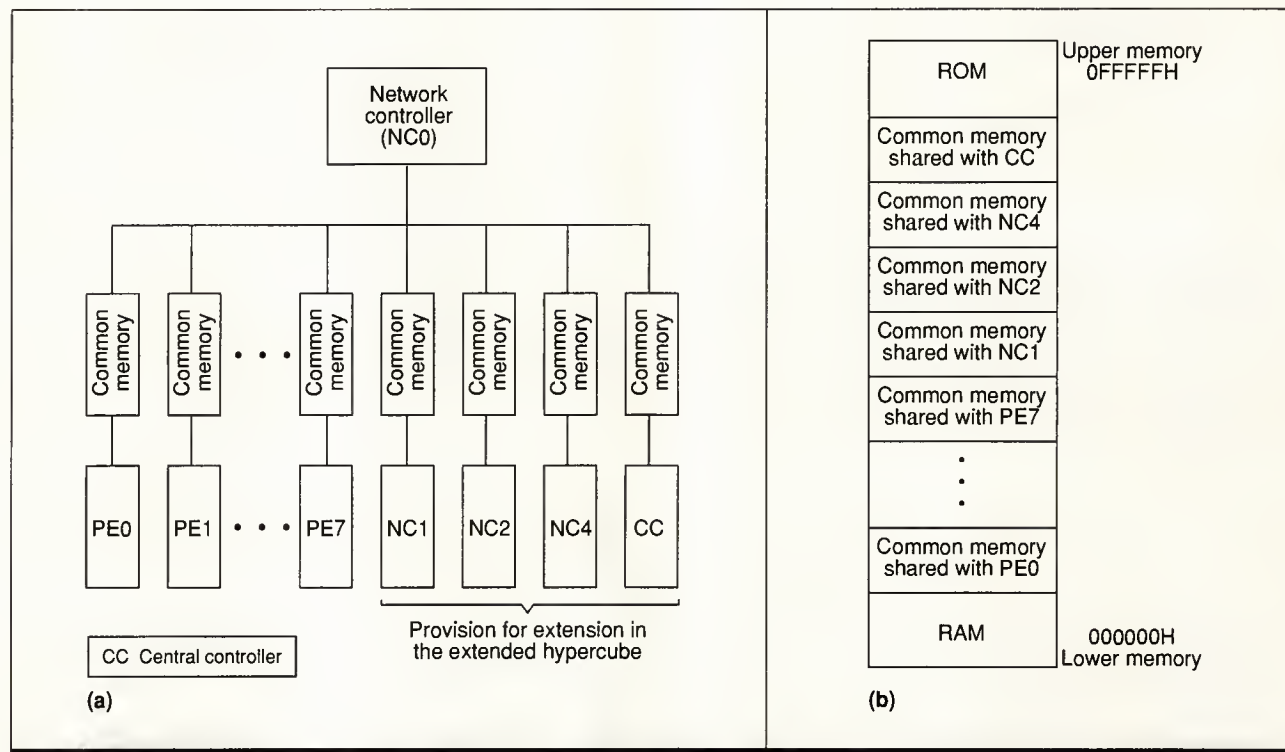 Network
controller
(NC0)
Common
memory
Common
memory
• • •
Common
memory
Common
memory
Common
memory
Common
memory
Common
memory
PE0
PE1
• • •
PE7
NC1
NC2
NC4
CC
Provision for extension in
the extended hypercube
CC Central controller
(a)
Upper memory
0FFFFFH
ROM
Common memory
shared with CC
Common memory
shared with NC4
Common memory
shared with NC2
Common memory
shared with NC1
Common memory
shared with PE7
•
•
•
Common memory
shared with PE0
RAM
000000H
Lower memory
(b)